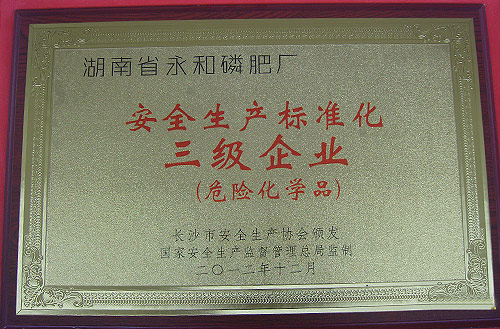 湖南省永和磷肥厂
安全生产标准化
三级企业
(危险化学品)
长沙市安全生产协会颁发
国家安全生产监督管理总局监制
二〇一二年十二月